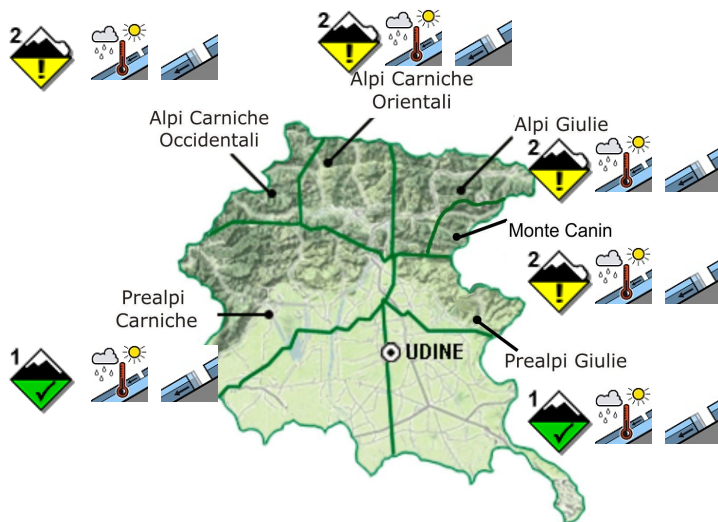 2
2
Alpi Carniche
Orientali
Alpi Carniche
Occidentali
Alpi Giulie
2
!
Monte Canin
2
!
Prealpi
Carniche
UDINE
Prealpi Giulie
1
1
!
!